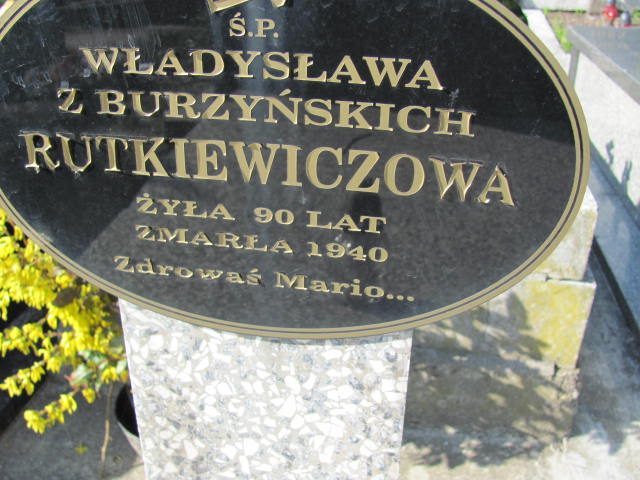 Ś.P.
WŁADYSŁAWA
Z BURZYŃSKICH
RUTKIEWICZOWA
ŻYŁA 90 LAT
ZMARŁA 1940
Zdrowaś Mario...